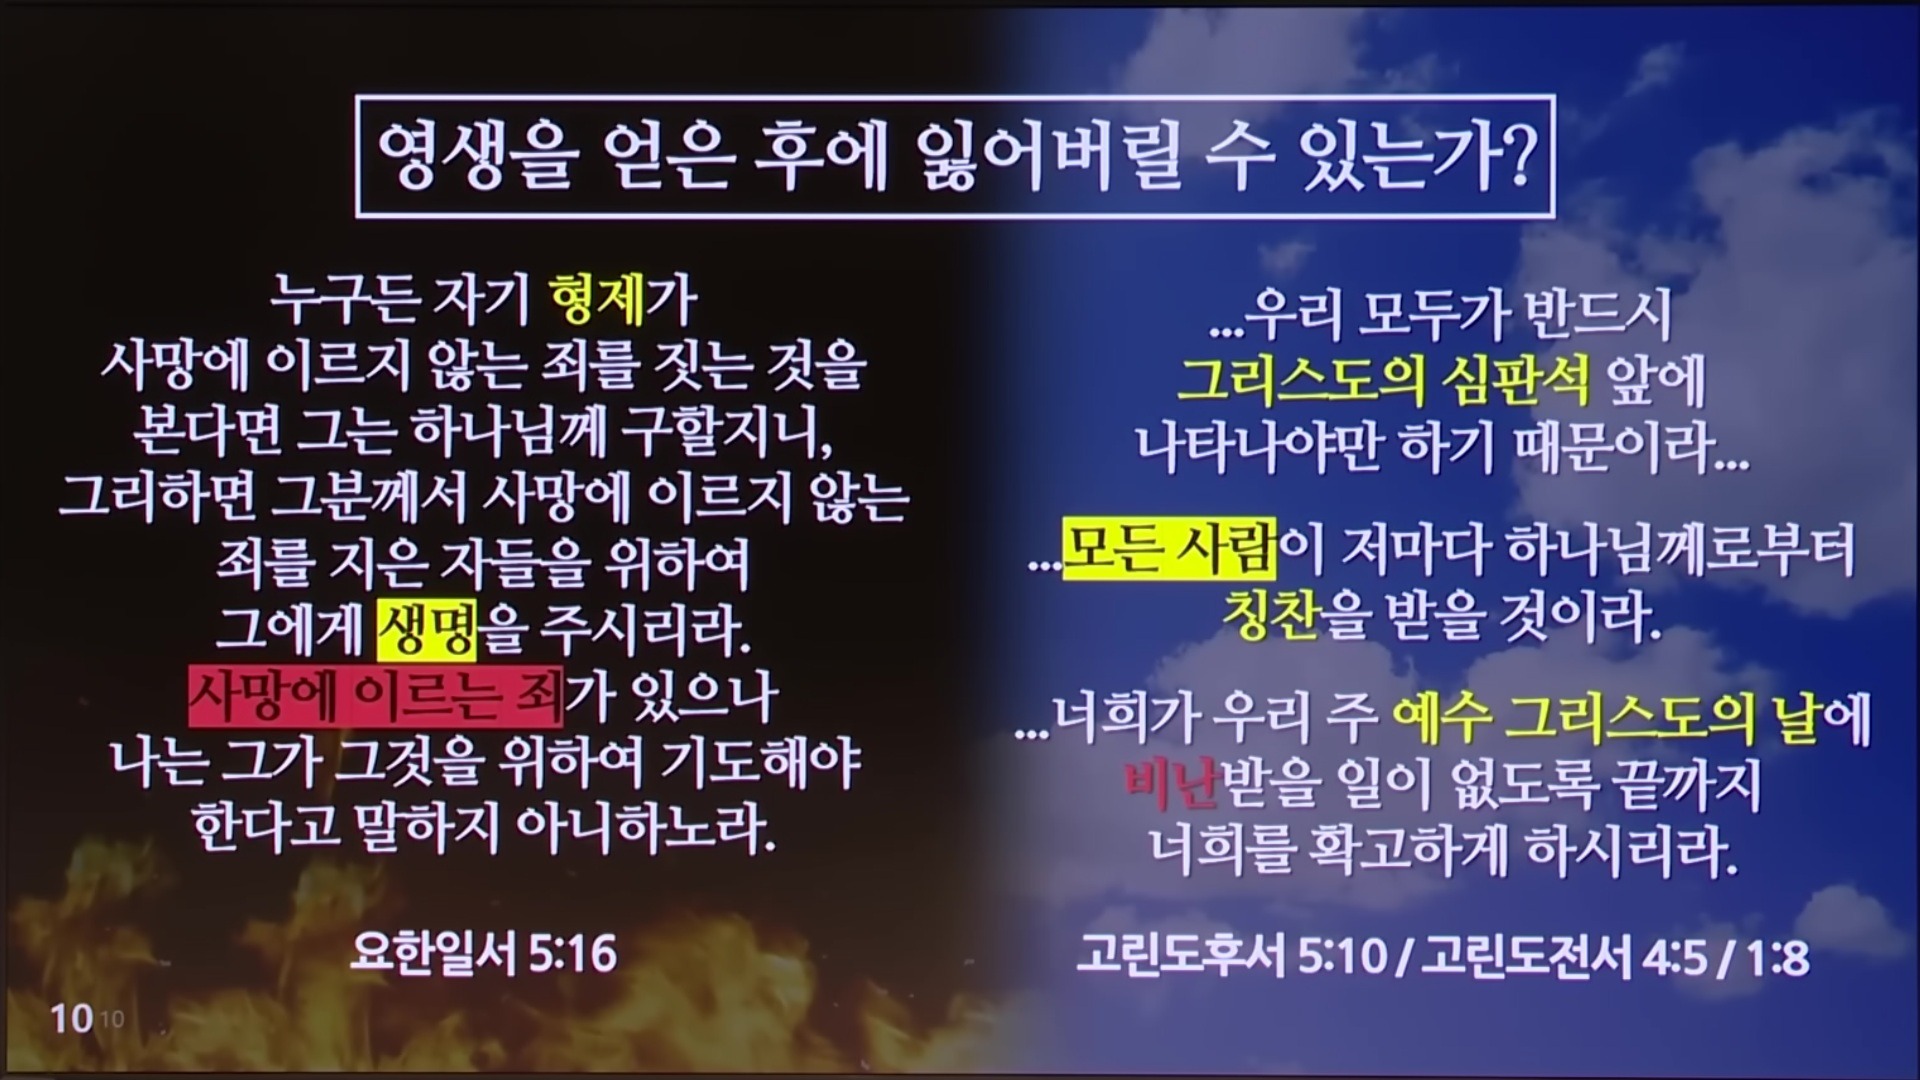 영생을 얻은 후에 잃어버릴 수 있는가?
누구든 자기 형제가
사망에 이르지 않는 죄를 짓는 것을
본다면 그는 하나님께 구할지니,
그리하면 그분께서 사망에 이르지 않는
죄를 지은 자들을 위하여
그에게 생명을 주시리라.
사망에 이르는 죄가 있으나
나는 그가 그것을 위하여 기도해야
한다고 말하지 아니하노라.
요한일서 5:16
...우리 모두가 반드시
그리스도의 심판석 앞에
나타나야만 하기 때문이라...
...모든 사람이 저마다 하나님께로부터
칭찬을 받을 것이라.
...너희가 우리 주 예수 그리스도의 날에
비난받을 일이 없도록 끝까지
너희를 확고하게 하시리라.
고린도후서 5:10 / 고린도전서 4:5 / 1:8
10 10